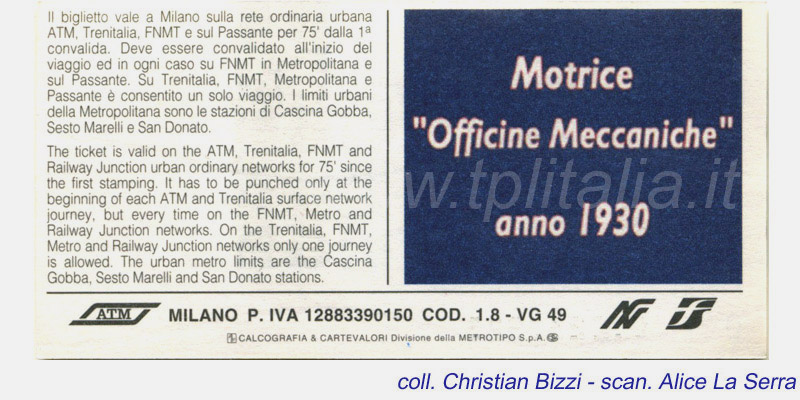 Il biglietto vale a Milano sulla rete ordinaria urbana
ATM, Trenitalia, FNMT e sul Passante per 75' dalla 1ª
convalida. Deve essere convalidato all'inizio del
viaggio ed in ogni caso su FNMT in Metropolitana e
sul Passante. Su Trenitalia, FNMT, Metropolitana e
Passante è consentito un solo viaggio. I limiti urbani
della Metropolitana sono le stazioni di Cascina Gobba,
Sesto Marelli e San Donato.
The ticket is valid on the ATM, Trenitalia, FNMT and
Railway Junction urban ordinary networks for 75' since
the first stamping. It has to be punched only at the
beginning of each ATM and Trenitalia surface network
journey, but every time on the FNMT, Metro and
Railway Junction networks. On the Trenitalia, FNMT,
Metro and Railway Junction networks only one journey
is allowed. The urban metro limits are the Cascina
Gobba, Sesto Marelli and San Donato stations.
Motrice
"Officine Meccaniche"
anno 1930
www.tplitalia.it
ATM MILANO P. IVA 12883390150 COD. 1.8 - VG 49
CALCOGRAFIA & CARTEVALORI Divisione della METROTIPO S.p.A.
coll. Christian Bizzi - scan. Alice La Serra